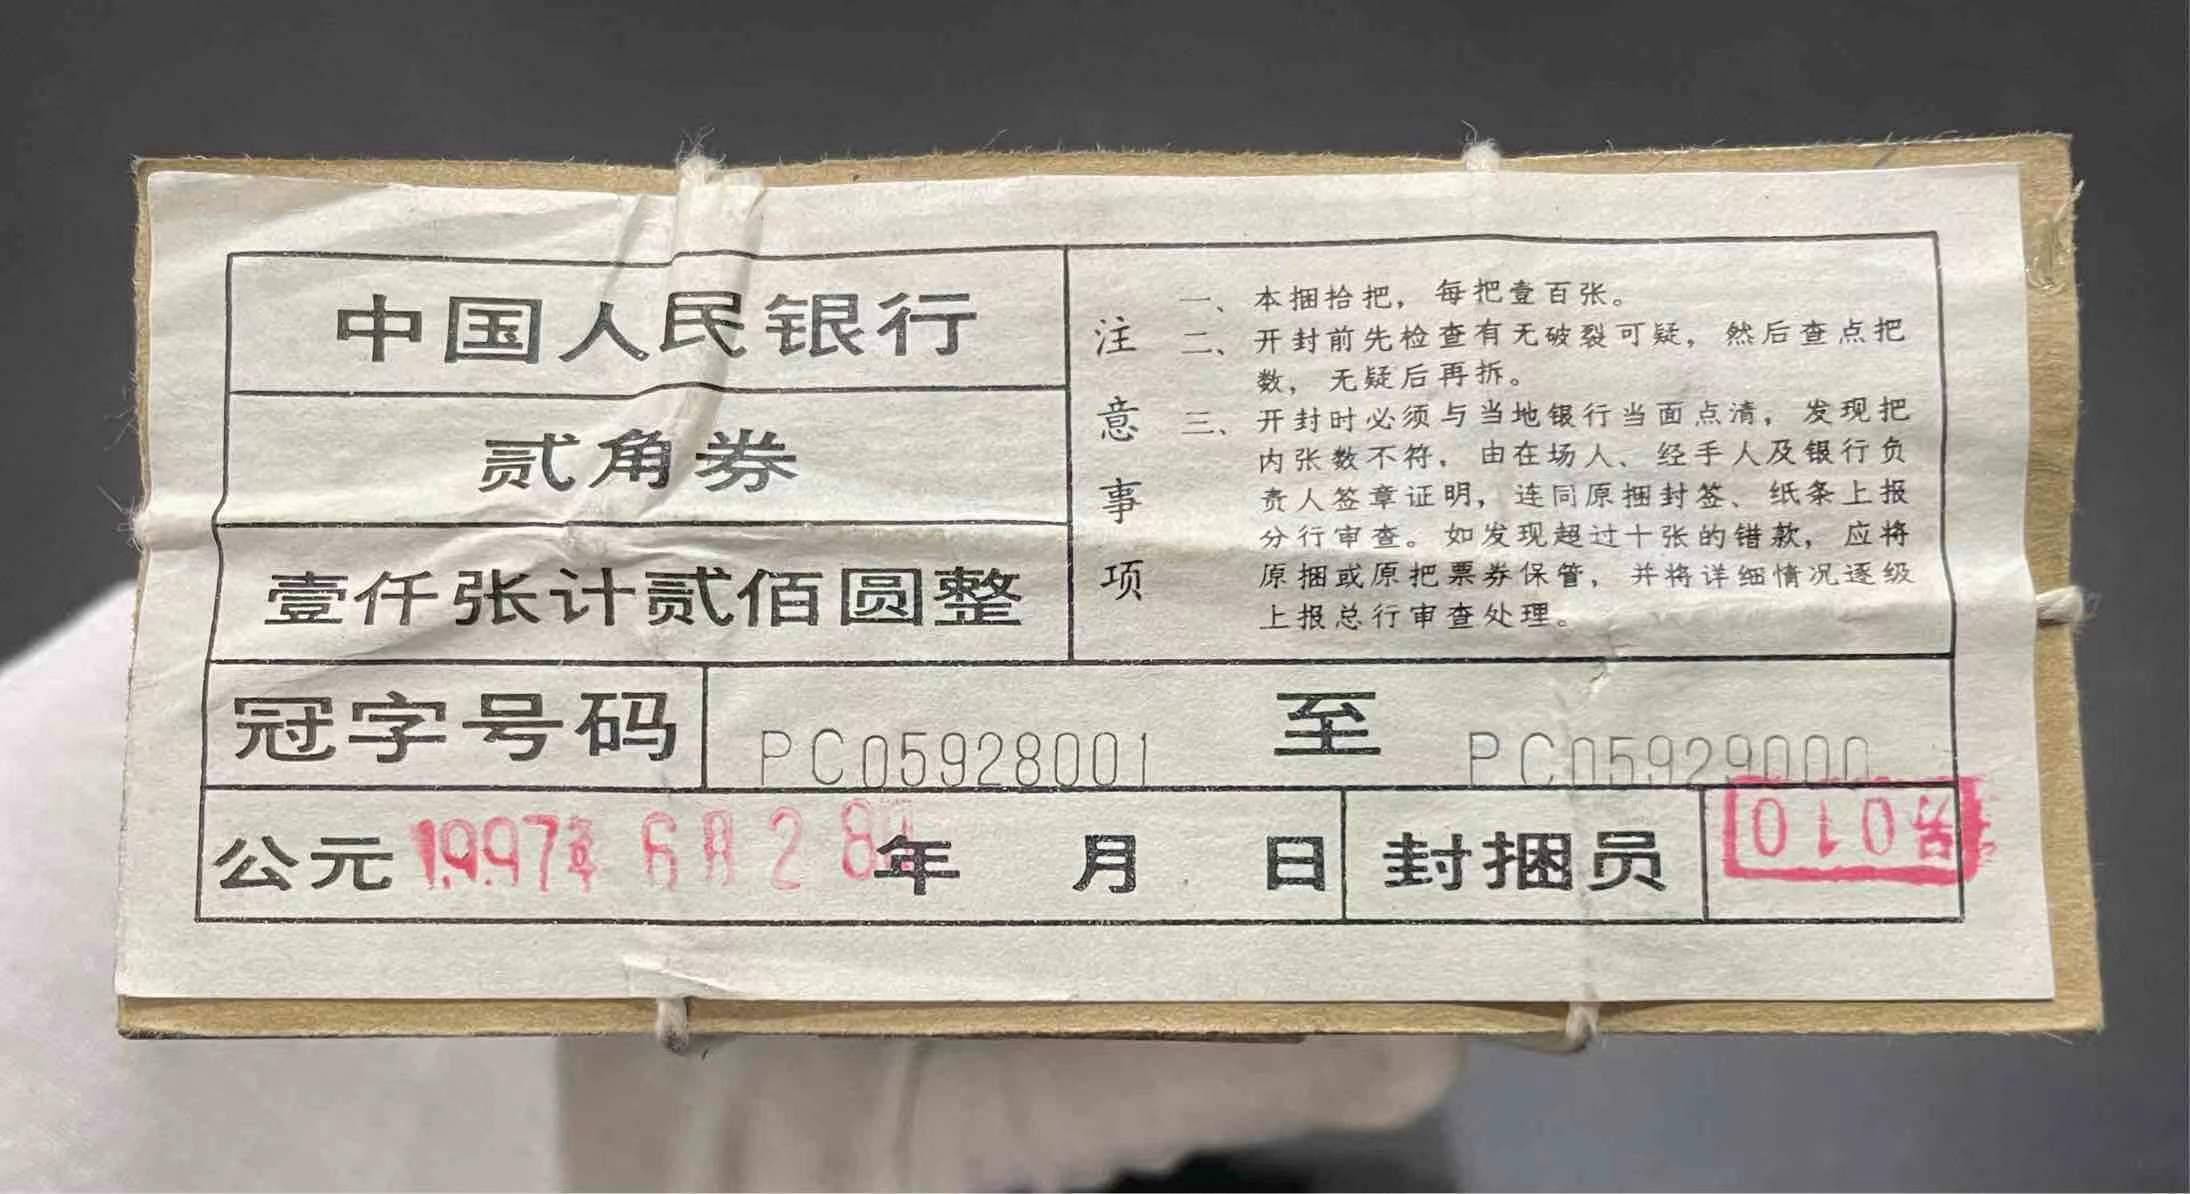 中国人民银行
贰角券
壹仟张计贰佰圆整
注意事项
一、本捆拾把，每把壹百张。
二、开封前先检查有无破裂可疑，然后查点把
数，无疑后再拆。
三、开封时必须与当地银行当面点清，发现把
内张数不符，由在场人、经手人及银行负
责人签章证明，连同原捆封签、纸条上报
分行审查。如发现超过十张的错款，应将
原捆或原把票券保管，并将详细情况逐级
上报总行审查处理。
冠字号码 PC05928001 至 PC05929000
公元 1997年 6月28日 年 月 日 封捆员 010